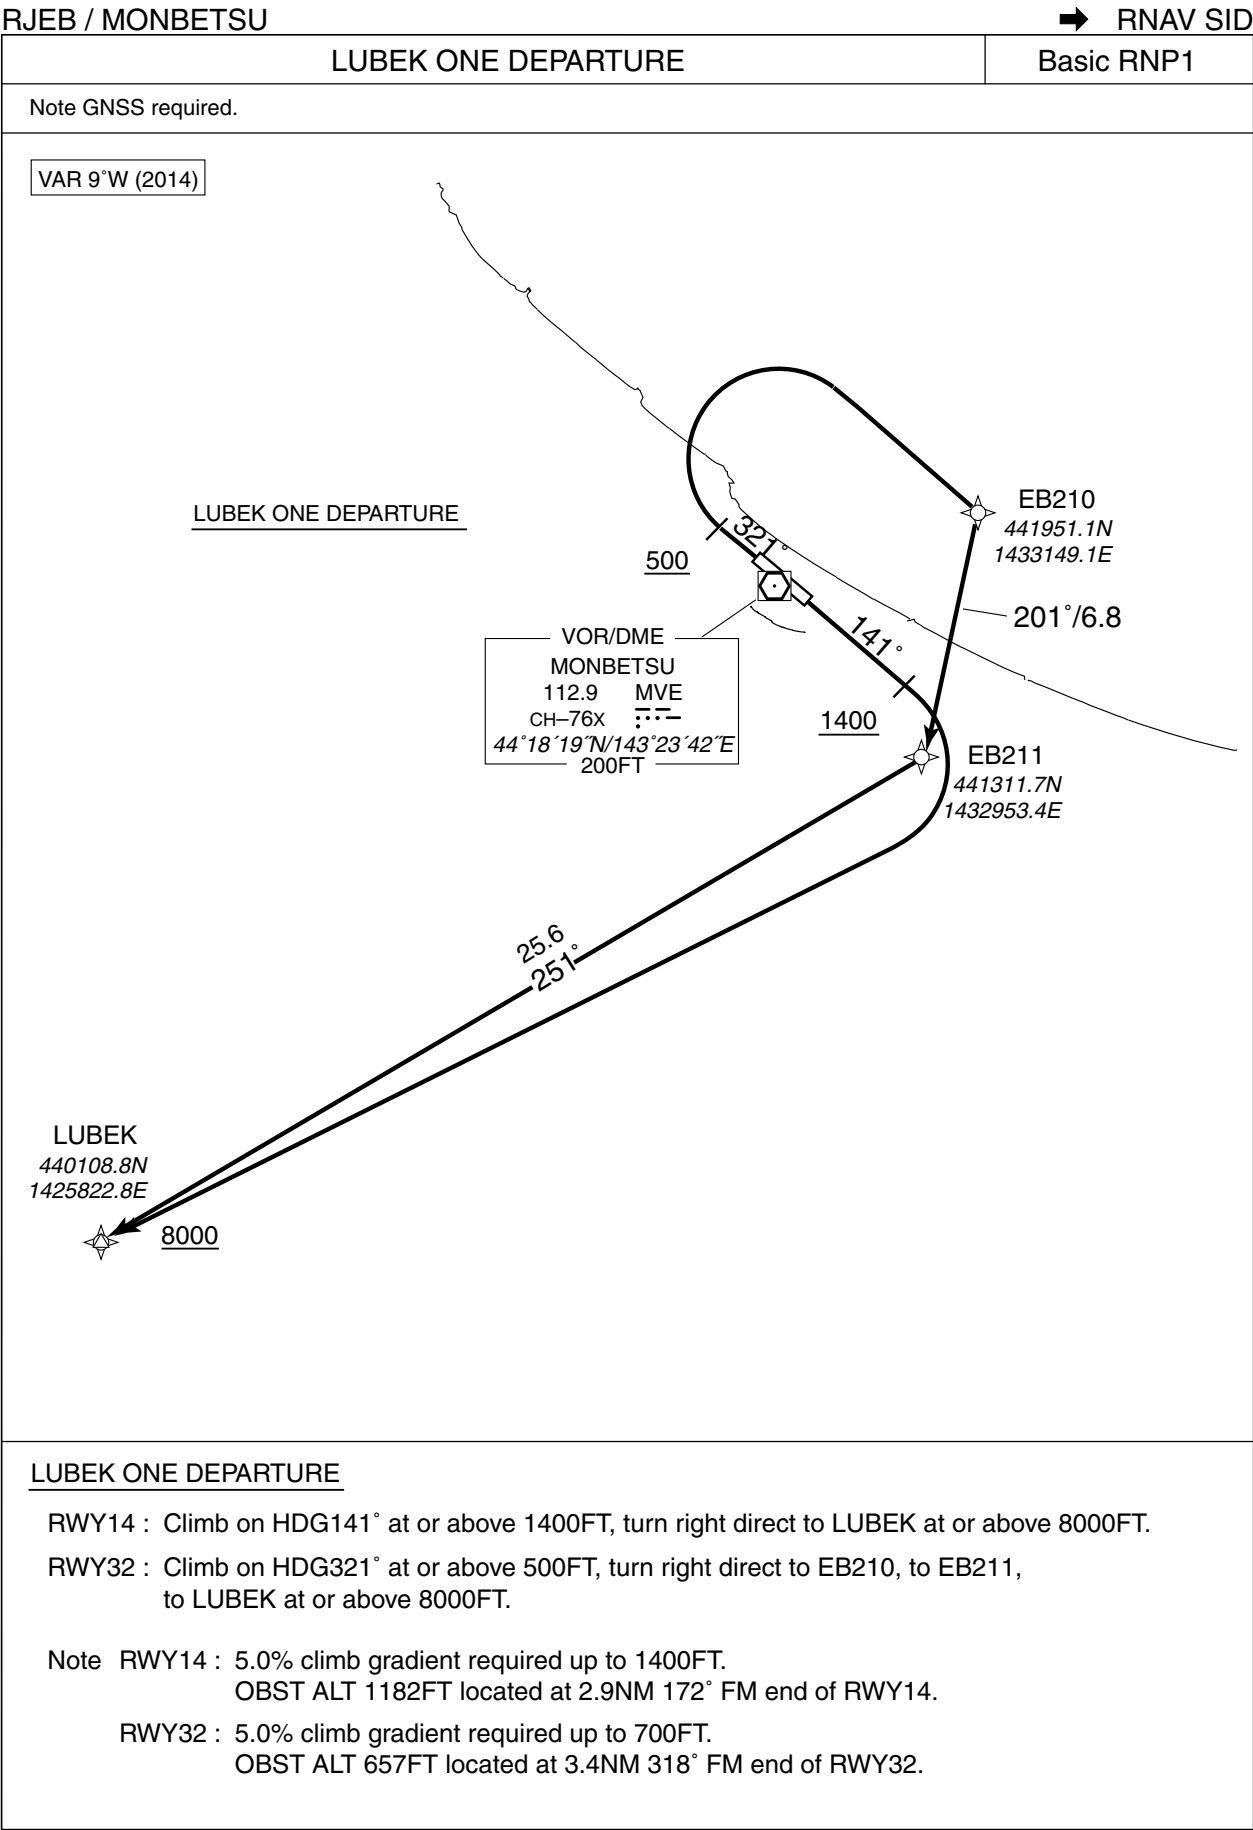 RJEB / MONBETSU
RNAV SID
LUBEK ONE DEPARTURE
Basic RNP1
Note GNSS required.
VAR 9˚W (2014)
LUBEK ONE DEPARTURE
321˚
500
EB210
441951.1N
1433149.1E
201˚/6.8
141˚
1400
VOR/DME
MONBETSU
112.9 MVE
CH–76X
44˚18´19˝N/143˚23´42˝E
200FT
EB211
441311.7N
1432953.4E
25.6
251˚
LUBEK
440108.8N
1425822.8E
8000
LUBEK ONE DEPARTURE
RWY14 : Climb on HDG141˚ at or above 1400FT, turn right direct to LUBEK at or above 8000FT.
RWY32 : Climb on HDG321˚ at or above 500FT, turn right direct to EB210, to EB211,
to LUBEK at or above 8000FT.
Note RWY14 : 5.0% climb gradient required up to 1400FT.
OBST ALT 1182FT located at 2.9NM 172˚ FM end of RWY14.
RWY32 : 5.0% climb gradient required up to 700FT.
OBST ALT 657FT located at 3.4NM 318˚ FM end of RWY32.